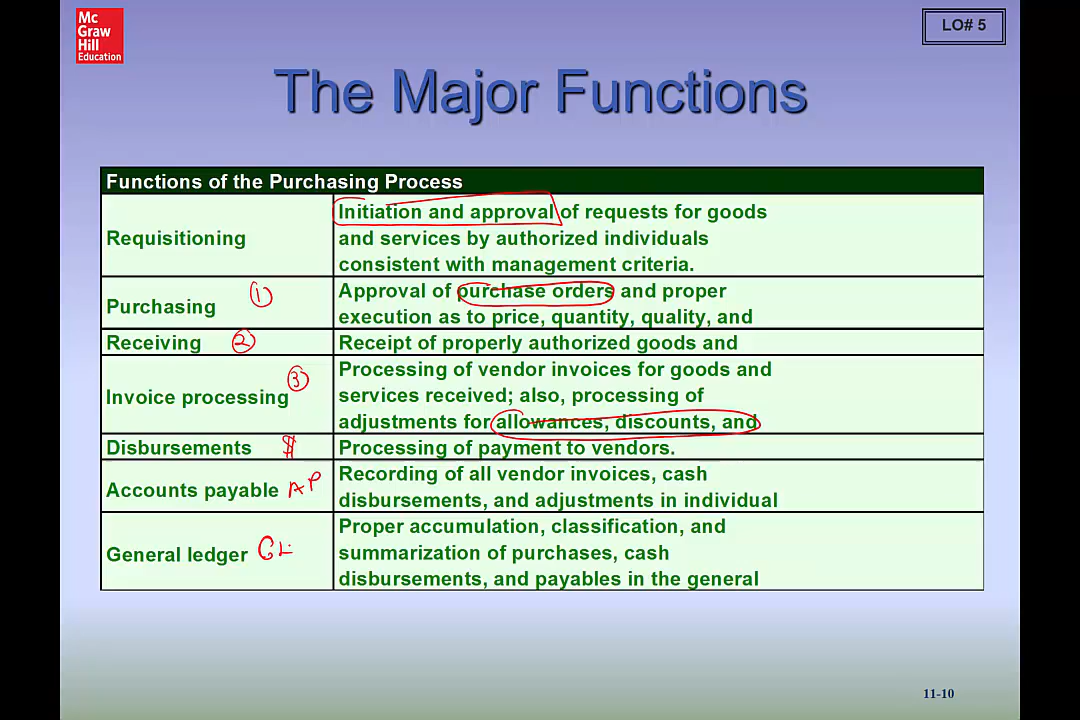 Mc
Graw
Hill
Education
LO# 5
The Major Functions
Functions of the Purchasing Process
Requisitioning
Initiation and approval of requests for goods
and services by authorized individuals
consistent with management criteria.
Purchasing 1
Approval of purchase orders and proper
execution as to price, quantity, quality, and
Receiving 2
Receipt of properly authorized goods and
Invoice processing 3
Processing of vendor invoices for goods and
services received; also, processing of
adjustments for allowances, discounts, and
Disbursements $
Processing of payment to vendors.
Accounts payable AP
Recording of all vendor invoices, cash
disbursements, and adjustments in individual
General ledger GL
Proper accumulation, classification, and
summarization of purchases, cash
disbursements, and payables in the general
11-10